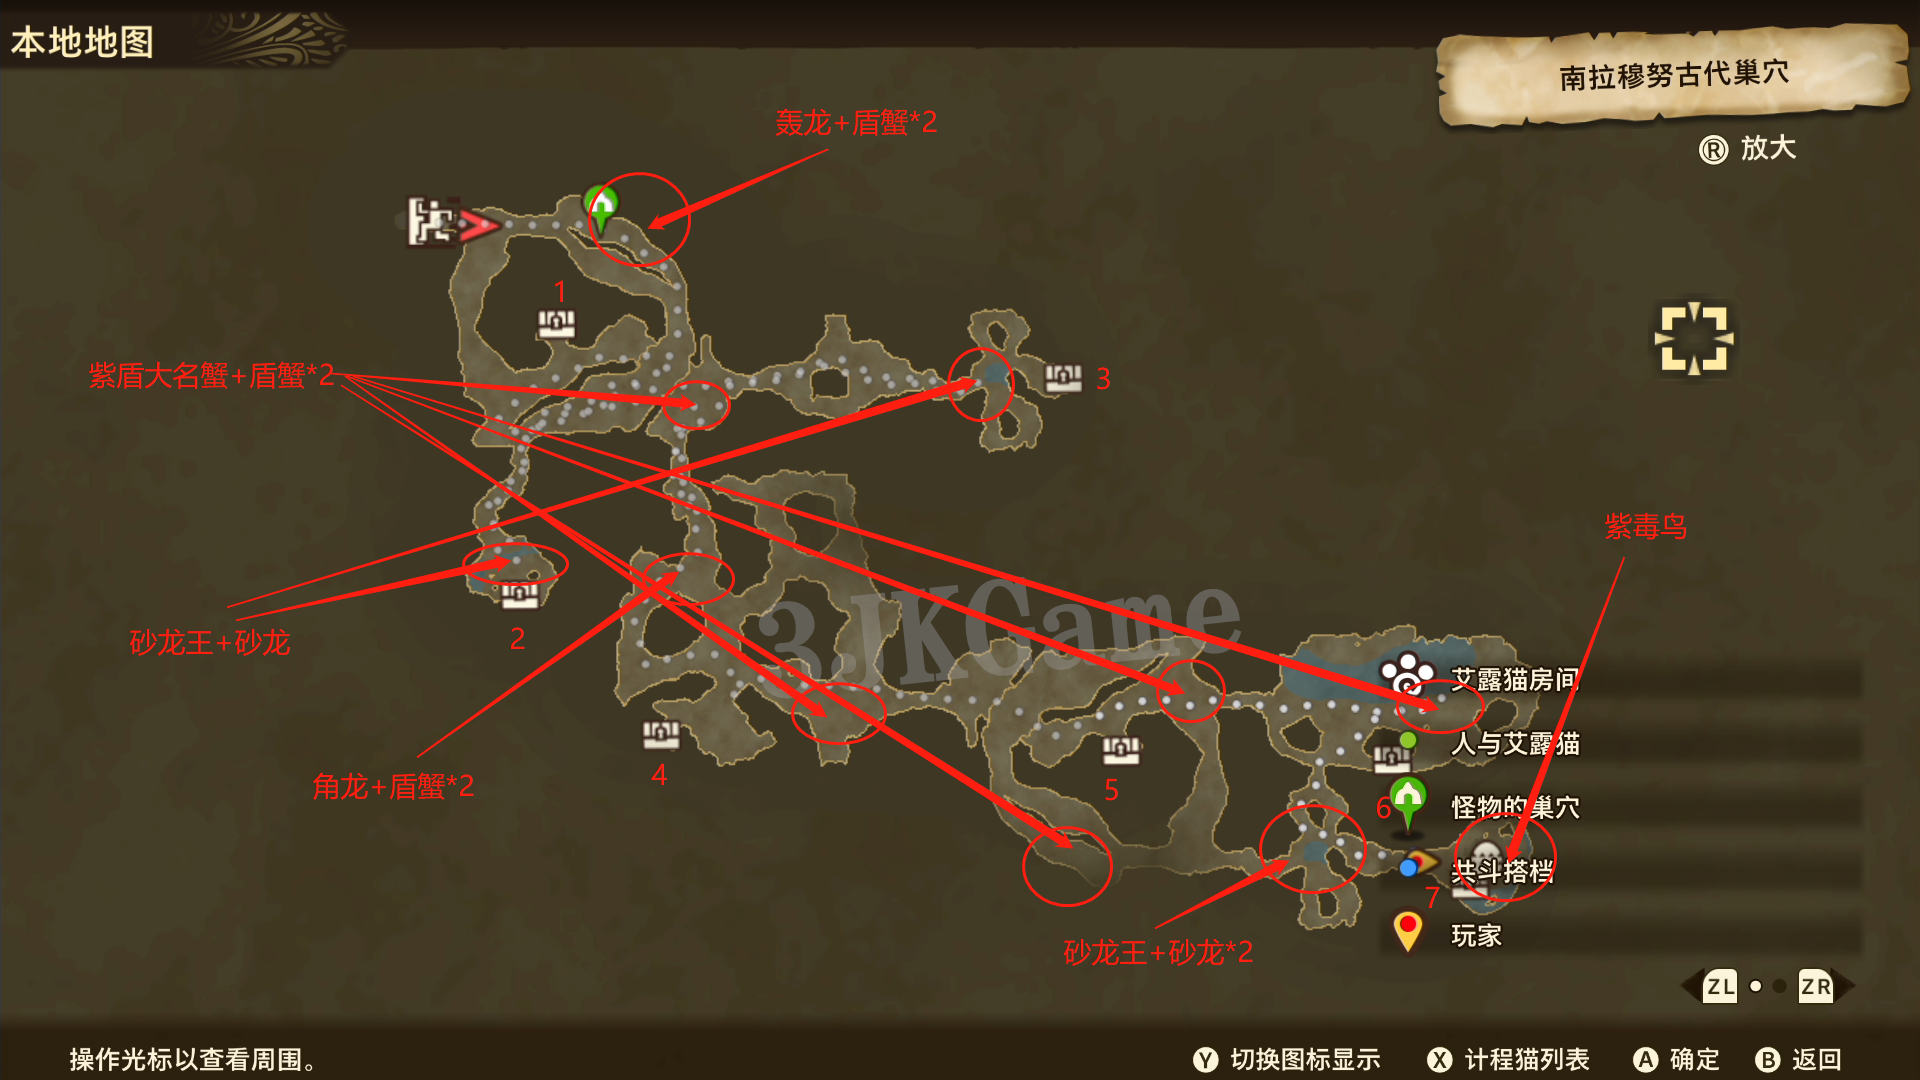 本地地图
南拉穆努古代巢穴
R 放大
轰龙+盾蟹*2
1
紫盾大名蟹+盾蟹*2
3
紫毒鸟
砂龙王+砂龙
2
3JKGame
艾露猫房间
人与艾露猫
4
角龙+盾蟹*2
5
6
怪物的巢穴
共斗搭档
7
玩家
砂龙王+砂龙*2
ZL ZR
操作光标以查看周围。
Y 切换图标显示 X 计程猫列表 A 确定 B 返回